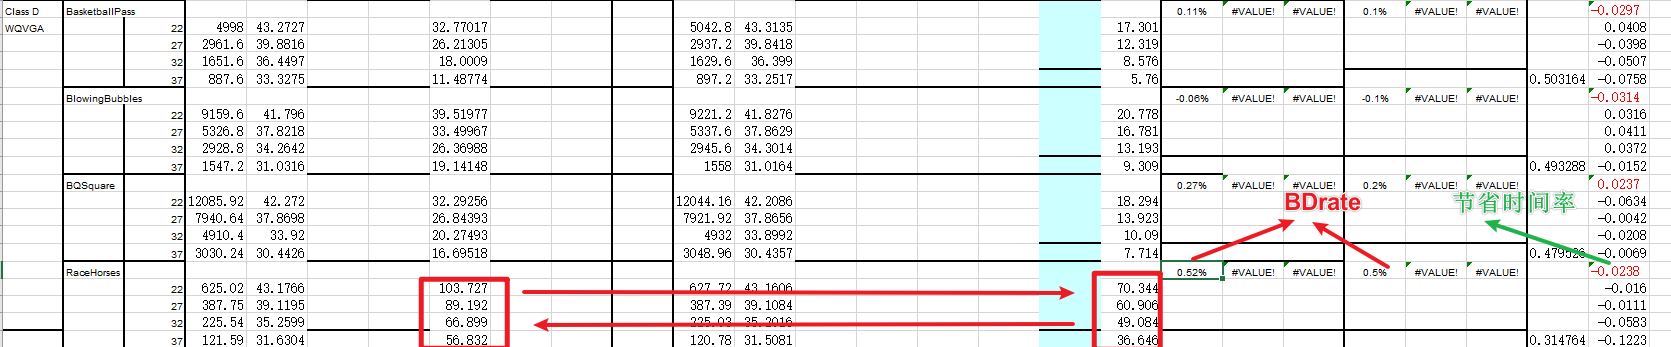 Class D BasketballPass 0.11% #VALUE! #VALUE! 0.1% #VALUE! #VALUE! -0.0297
WQVGA 22 4998 43.2727 32.77017 5042.8 43.3135 17.301 0.0408
27 2961.6 39.8816 26.21305 2937.2 39.8418 12.319 -0.0398
32 1651.6 36.4497 18.0009 1629.6 36.399 8.576 -0.0507
37 887.6 33.3275 11.48774 897.2 33.2517 5.76 0.503164 -0.0758
BlowingBubbles -0.06% #VALUE! #VALUE! -0.1% #VALUE! #VALUE! -0.0314
22 9159.6 41.796 39.51977 9221.2 41.8276 20.778 0.0316
27 5326.8 37.8218 33.49967 5337.6 37.8629 16.781 0.0411
32 2928.8 34.2642 26.36988 2945.6 34.3014 13.193 0.0372
37 1547.2 31.0316 19.14148 1558 31.0164 9.309 0.493288 -0.0152
BQSquare 0.27% #VALUE! #VALUE! 0.2% #VALUE! #VALUE! 0.0237
22 12085.92 42.272 32.29256 12044.16 42.2086 18.294 BDrate 节省时间率 -0.0634
27 7940.64 37.8698 26.84393 7921.92 37.8656 13.923 -0.0042
32 4910.4 33.92 20.27493 4932 33.8992 10.09 -0.0208
37 3030.24 30.4426 16.69518 3048.96 30.4357 7.714 0.479526 -0.0069
RaceHorses 0.52% #VALUE! #VALUE! 0.5% #VALUE! #VALUE! -0.0238
22 625.02 43.1766 103.727 627.72 43.1606 70.344 -0.016
27 387.75 39.1195 89.192 387.39 39.1084 60.906 -0.0111
32 225.54 35.2599 66.899 225.03 35.2016 49.084 -0.0583
37 121.59 31.6304 56.832 120.78 31.5081 36.646 0.314764 -0.1223